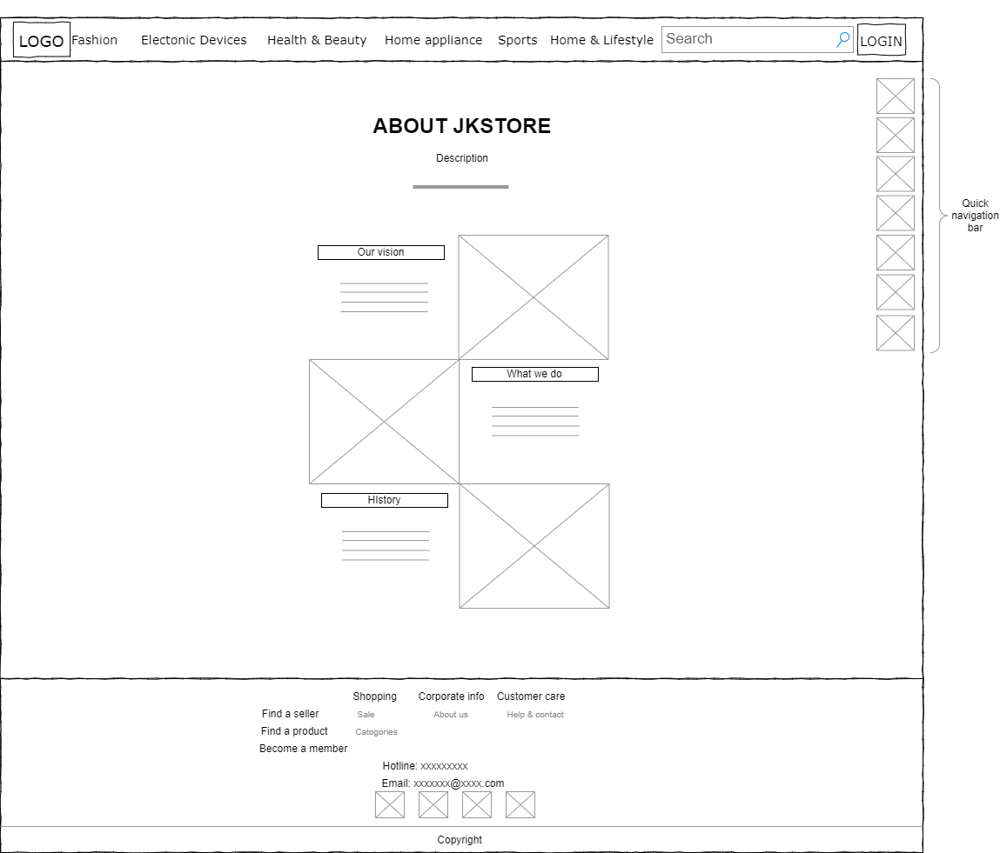 LOGO Fashion Electonic Devices Health & Beauty Home appliance Sports Home & Lifestyle Search LOGIN
ABOUT JKSTORE
Description
Quick
navigation
bar
Our vision
What we do
HIstory
Shopping Corporate info Customer care
Find a seller Sale About us Help & contact
Find a product Catogories
Become a member
Hotline: xxxxxxxxx
Email: xxxxxxx@xxxx.com
Copyright